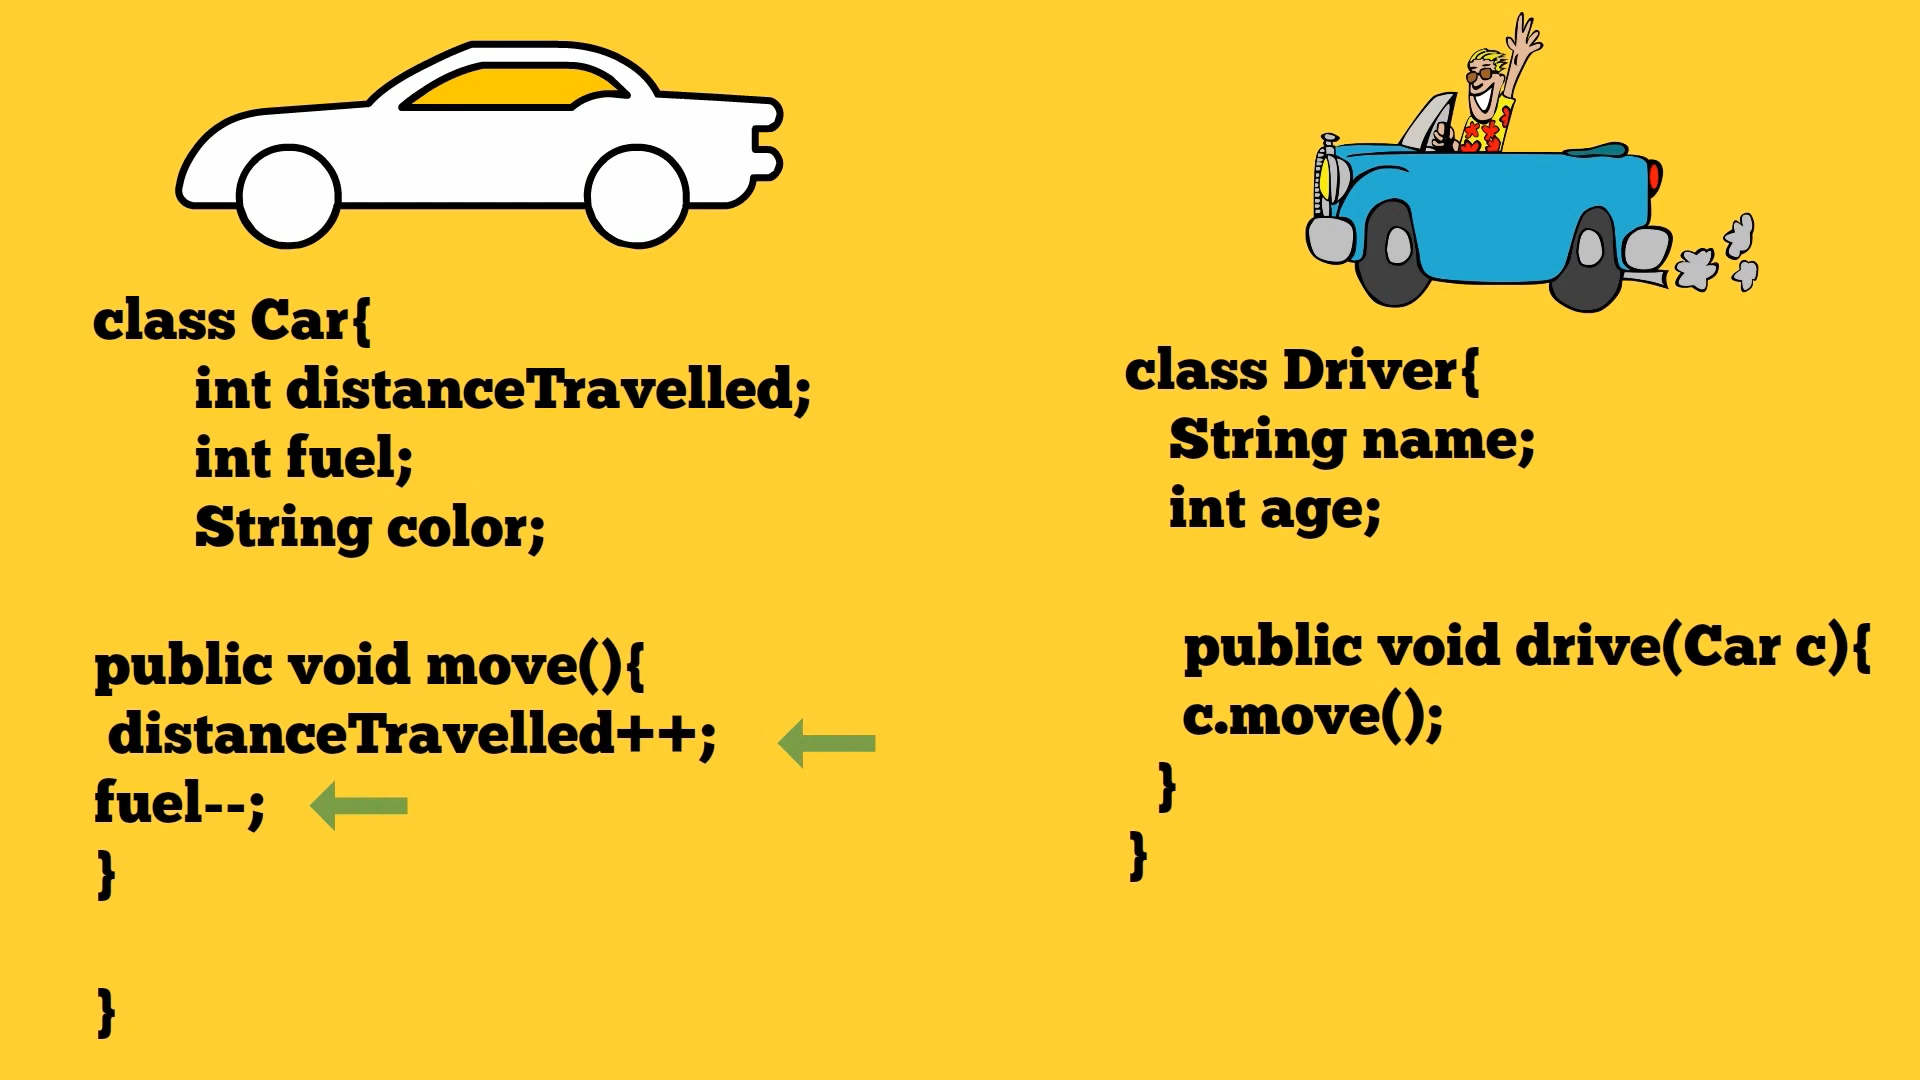 class Car{
int distanceTravelled;
int fuel;
String color;
public void move(){
distanceTravelled++;
fuel--;
}
}
class Driver{
String name;
int age;
public void drive(Car c){
c.move();
}
}